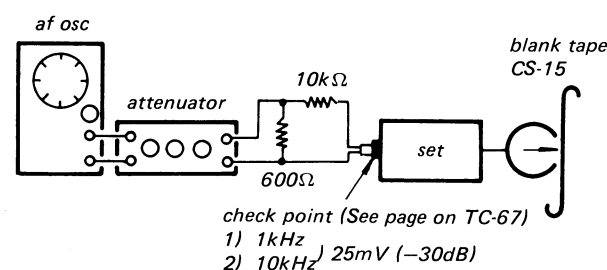 af osc
blank tape
CS-15
10kΩ
attenuator
set
600Ω
check point (See page on TC-67)
1) 1kHz
2) 10kHz ) 25mV (−30dB)